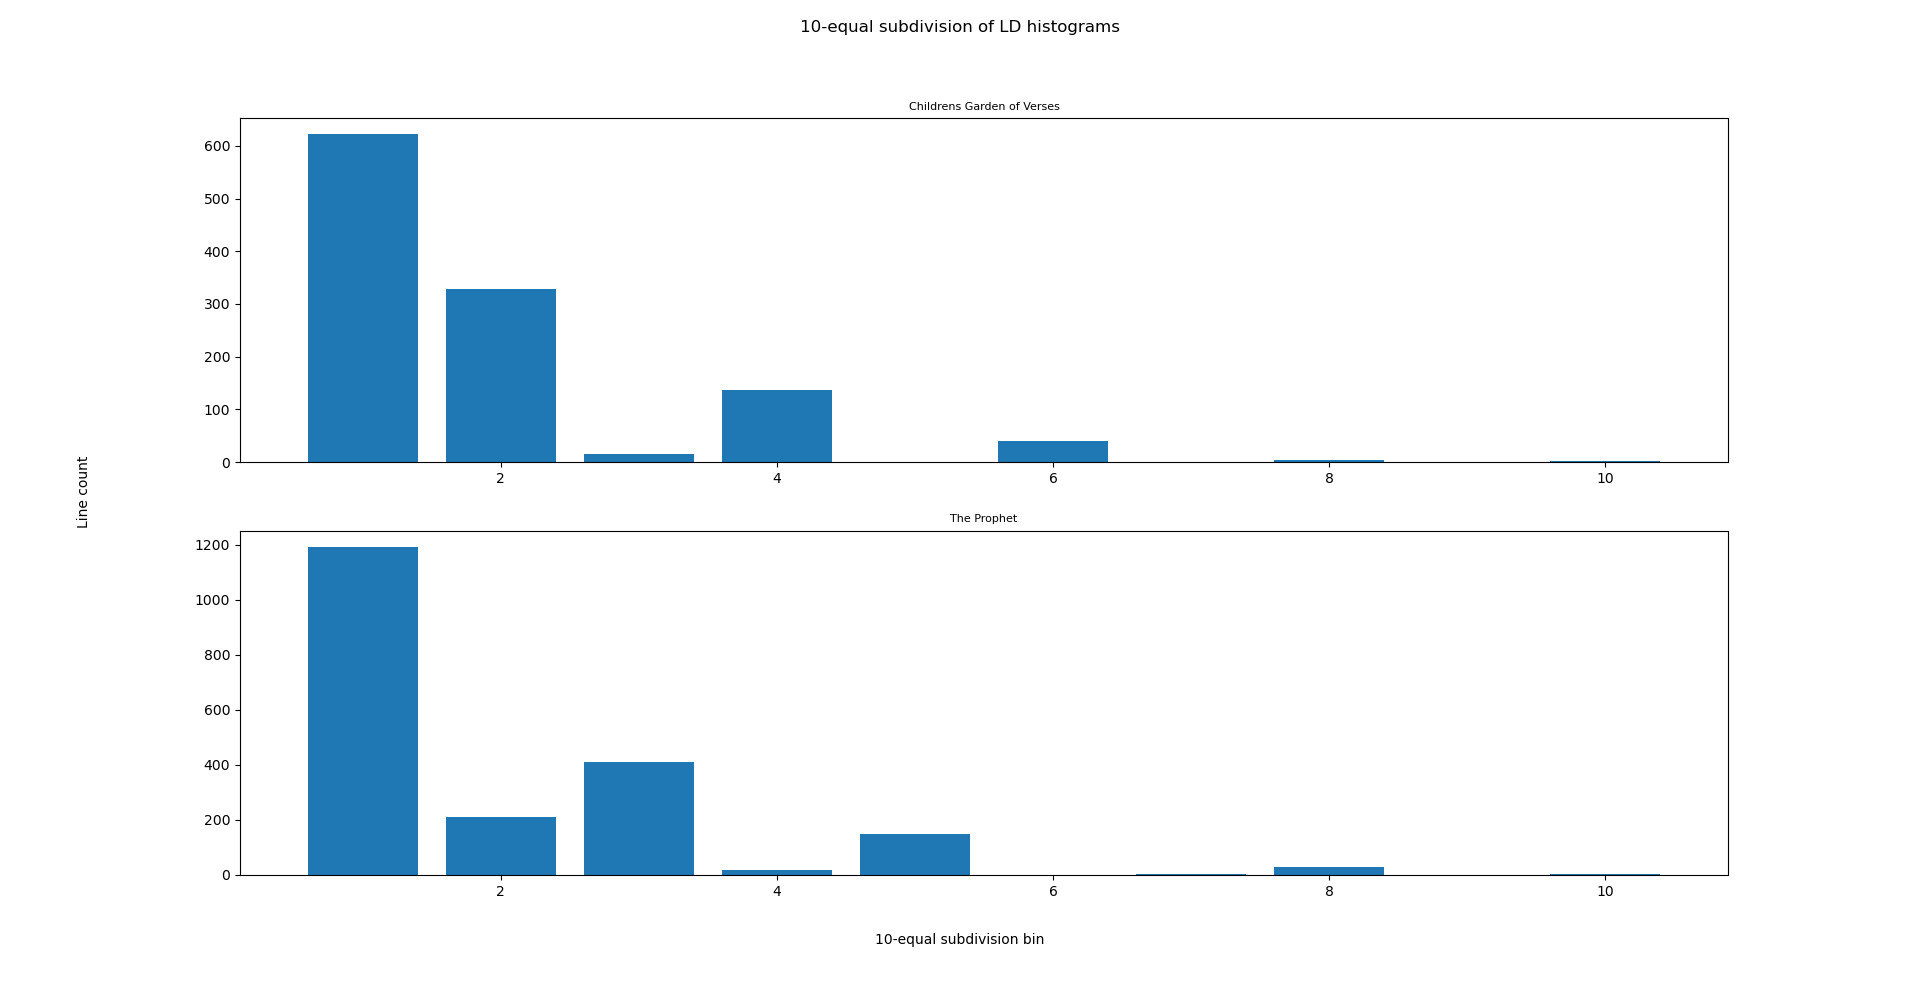 10-equal subdivision of LD histograms
Childrens Garden of Verses
600
500
400
300
200
100
0
2 4 6 8 10
Line count
The Prophet
1200
1000
800
600
400
200
0
2 4 6 8 10
10-equal subdivision bin